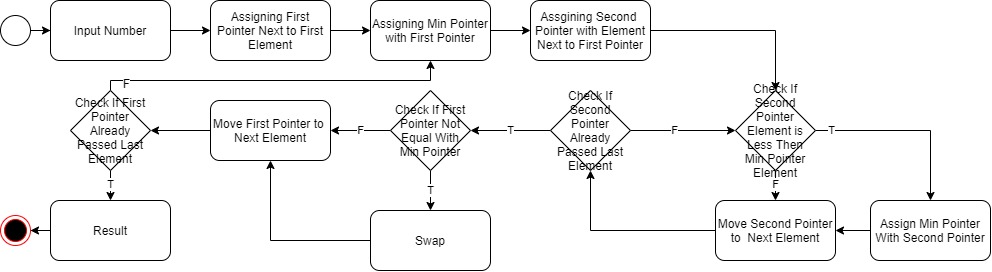 Input Number
Assigning First
Pointer Next to First
Element
Assigning Min Pointer
with First Pointer
Assgining Second
Pointer with Element
Next to First Pointer
F
Check If First
Pointer
Already
Passed Last
Element
T
Move First Pointer to
Next Element
F
Check If First
Pointer Not
Equal With
Min Pointer
T
T
Check If
Second
Pointer
Already
Passed Last
Element
F
Check If
Second
Pointer
Element is
Less Then
Min Pointer
Element
T
F
Result
Swap
Move Second Pointer
to Next Element
Assign Min Pointer
With Second Pointer